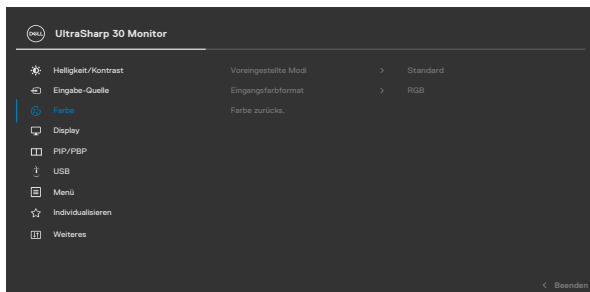 DELL UltraSharp 30 Monitor
Helligkeit/Kontrast Voreingestellte Modi > Standard
Eingabe-Quelle Eingangsfarbformat > RGB
Farbe Farbe zurücks.
Display
PIP/PBP
USB
Menü
Individualisieren
Weiteres
< Beenden